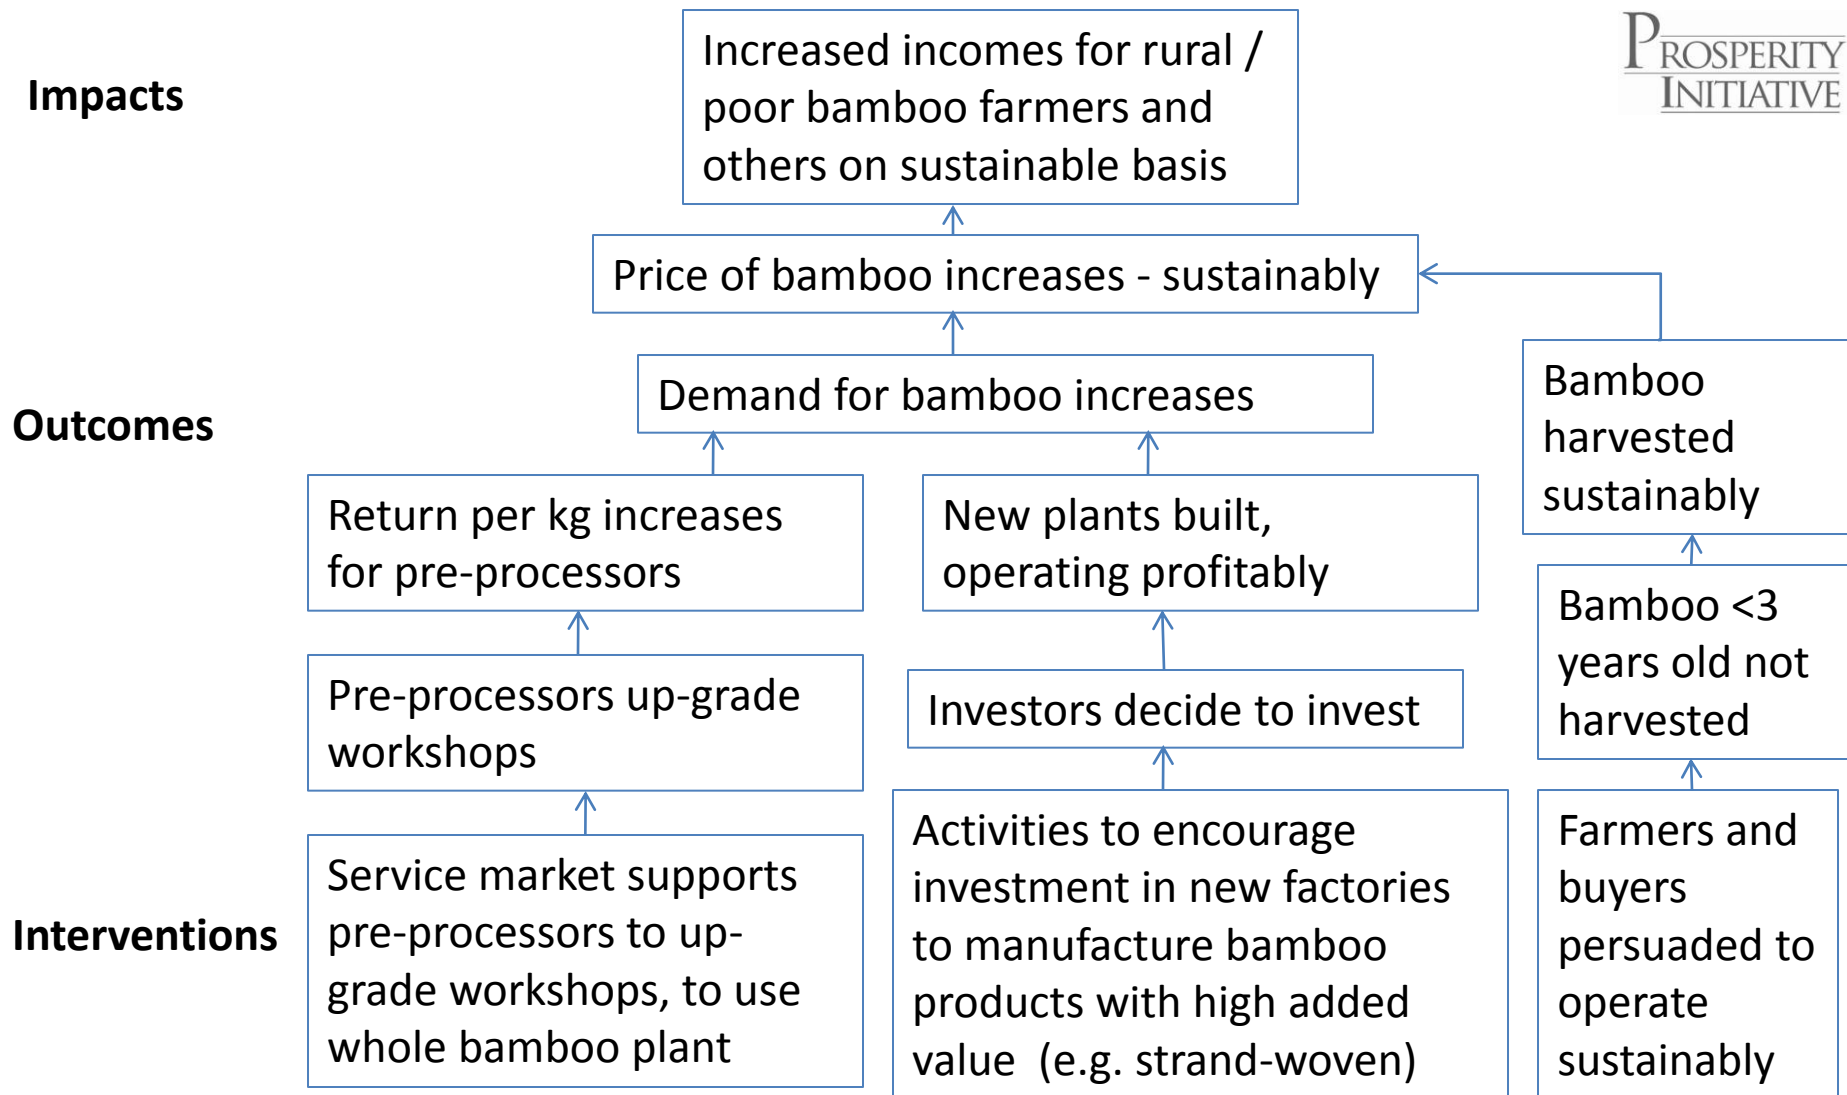 PROSPERITY
INITIATIVE
Impacts
Increased incomes for rural /
poor bamboo farmers and
others on sustainable basis
Price of bamboo increases - sustainably
Outcomes
Demand for bamboo increases
Bamboo
harvested
sustainably
Return per kg increases
for pre-processors
New plants built,
operating profitably
Bamboo <3
years old not
harvested
Pre-processors up-grade
workshops
Investors decide to invest
Interventions
Service market supports
pre-processors to up-
grade workshops, to use
whole bamboo plant
Activities to encourage
investment in new factories
to manufacture bamboo
products with high added
value (e.g. strand-woven)
Farmers and
buyers
persuaded to
operate
sustainably